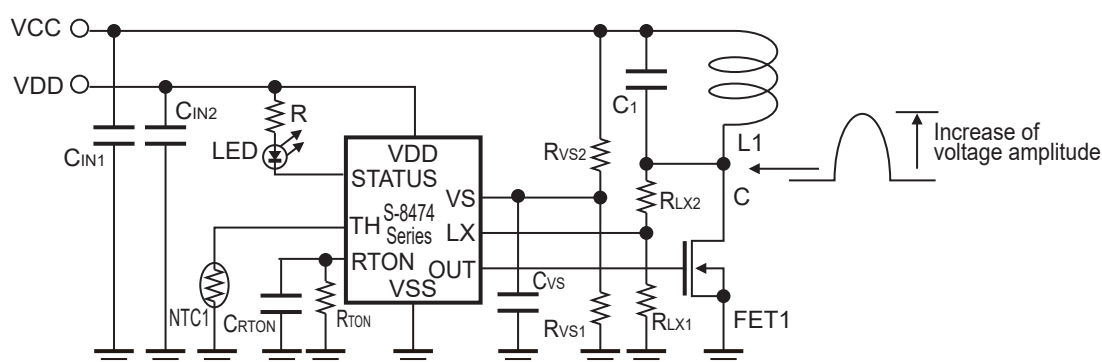 VCC
VDD
CIN2
CIN1
R
LED
VDD
STATUS
VS
S-8474
Series
TH
LX
RTON
OUT
VSS
NTC1
CRTON
RTON
CVS
RVS2
RVS1
C1
RLX2
RLX1
L1
C
FET1
Increase of
voltage amplitude